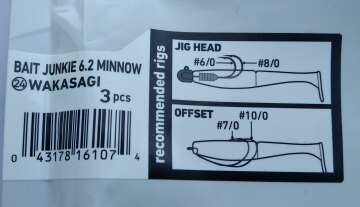 BAIT JUNKIE 6.2 MINNOW
㉔ WAKASAGI
3 pcs
0 43178 16107 4
recommended rigs
JIG HEAD
#6/0 #8/0
OFFSET
#7/0 #10/0